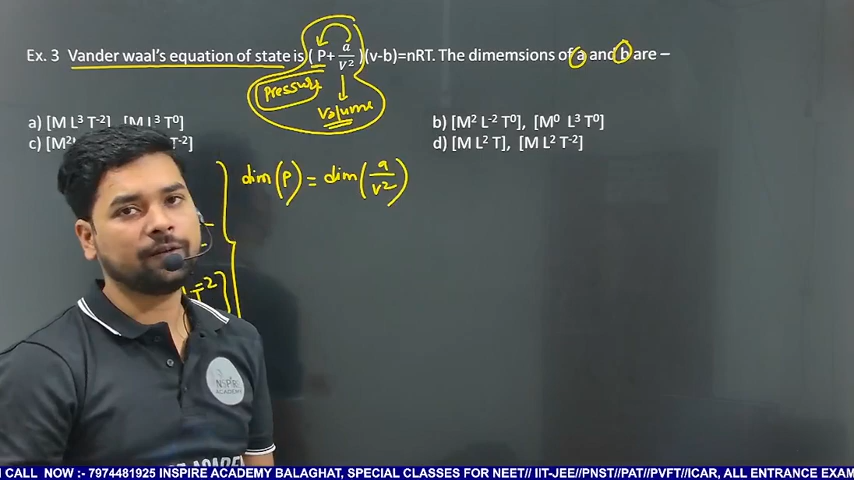 Ex. 3 Vander waal’s equation of state is ( P+ a/v² )(v-b)=nRT. The dimemsions of a and b are –
Pressure
Volume
a) [M L³ T⁻²] , [M L³ T⁰]
b) [M² L⁻² T⁰], [M⁰ L³ T⁰]
c) [M² T⁻²]
d) [M L² T], [M L² T⁻²]
dim(P) = dim(a/v²)
INSPIRE
ACADEMY
CALL NOW :- 7974481925 INSPIRE ACADEMY BALAGHAT, SPECIAL CLASSES FOR NEET// IIT-JEE//PNST//PAT//PVFT//ICAR, ALL ENTRANCE EXAM